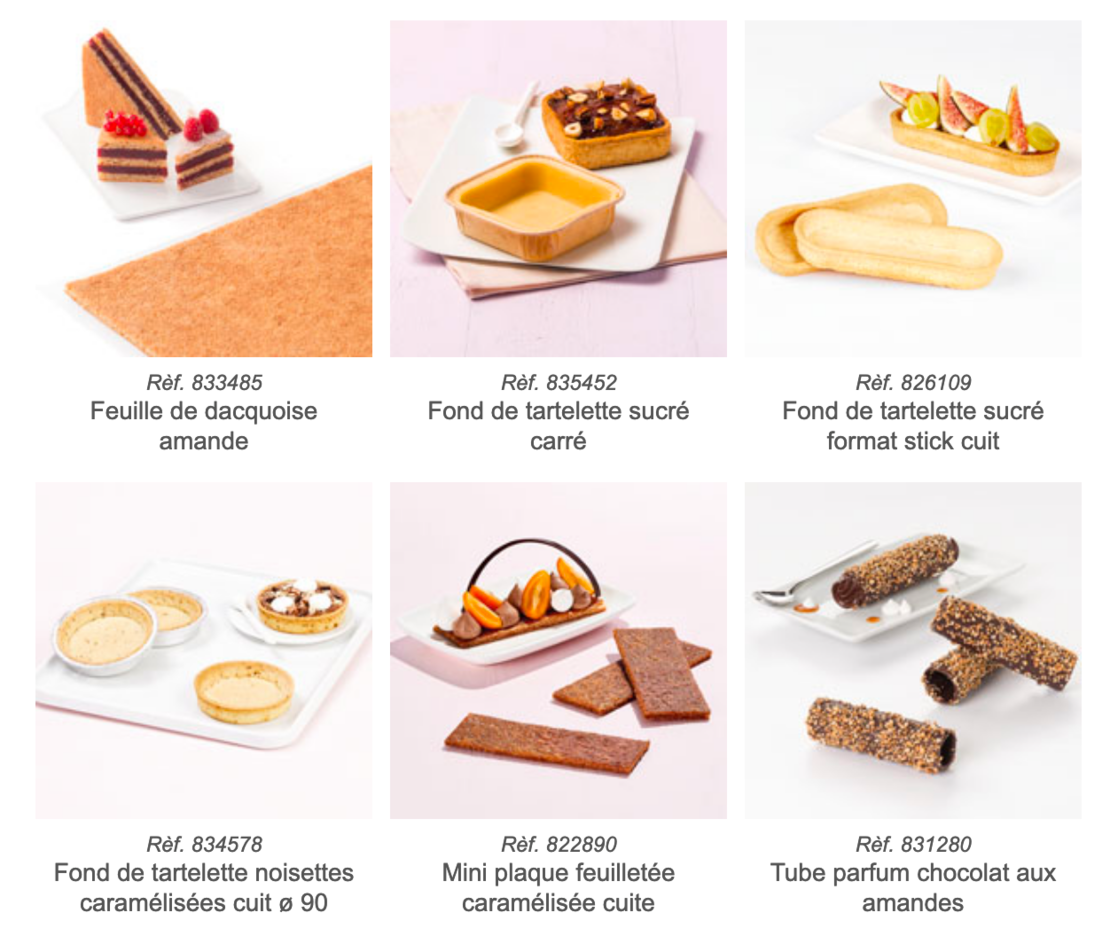 Rèf. 833485
Feuille de dacquoise
amande
Rèf. 835452
Fond de tartelette sucré
carré
Rèf. 826109
Fond de tartelette sucré
format stick cuit
Rèf. 834578
Fond de tartelette noisettes
caramélisées cuit ø 90
Rèf. 822890
Mini plaque feuilletée
caramélisée cuite
Rèf. 831280
Tube parfum chocolat aux
amandes